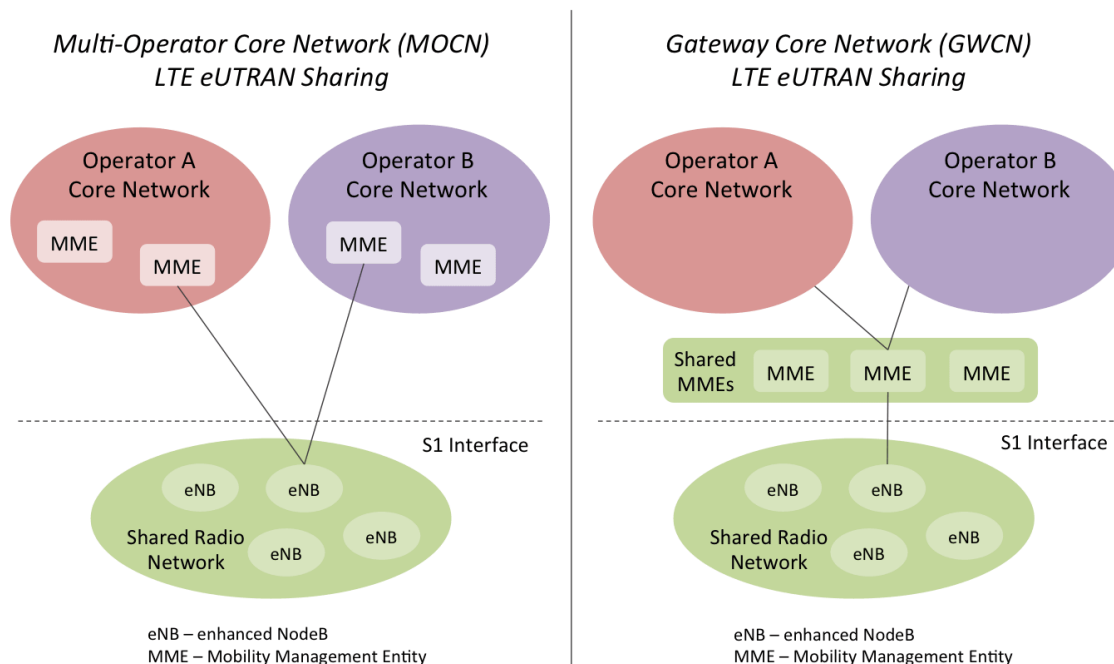 Multi-Operator Core Network (MOCN)
LTE eUTRAN Sharing
Operator A
Core Network
MME
MME
Operator B
Core Network
MME
MME
S1 Interface
eNB
eNB
eNB
eNB
Shared Radio
Network
eNB – enhanced NodeB
MME – Mobility Management Entity
Gateway Core Network (GWCN)
LTE eUTRAN Sharing
Operator A
Core Network
Operator B
Core Network
Shared
MMEs
MME
MME
MME
S1 Interface
eNB
eNB
eNB
eNB
Shared Radio
Network
eNB – enhanced NodeB
MME – Mobility Management Entity